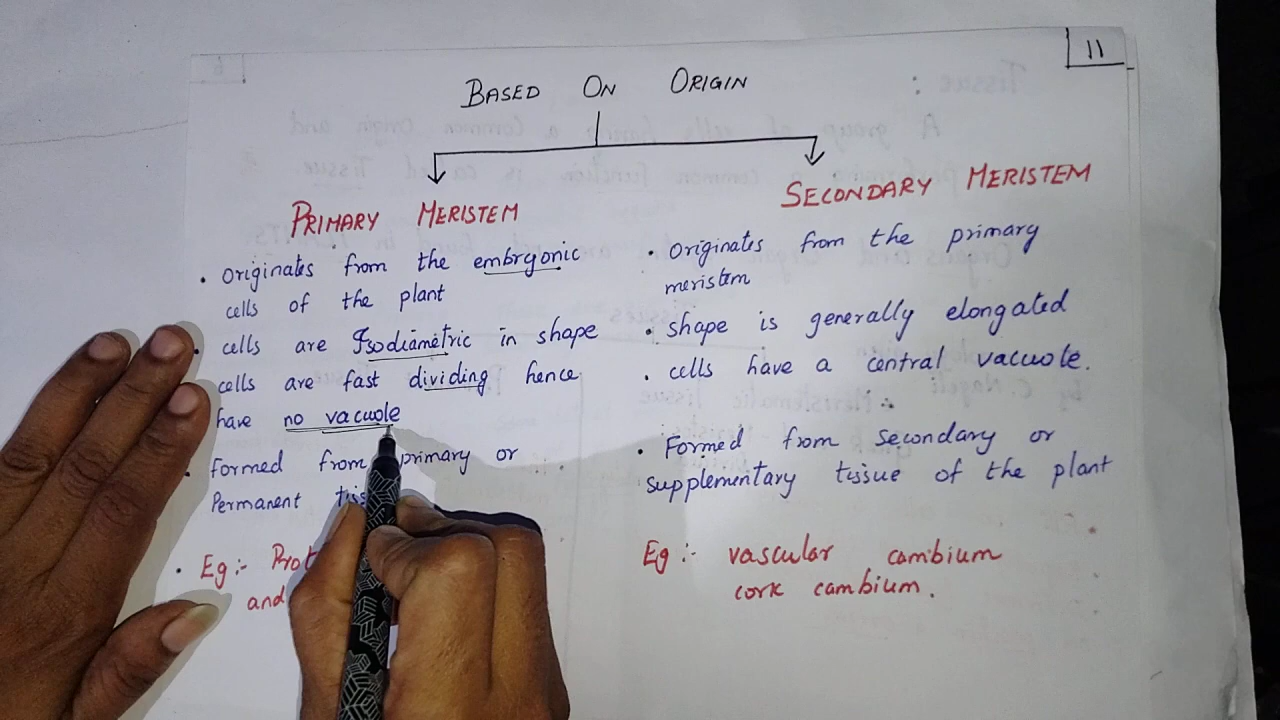 11
BASED ON ORIGIN
PRIMARY MERISTEM
• Originates from the embryonic
cells of the plant
• cells are Isodiametric in shape
cells are fast dividing hence
have no vacuole
• formed from primary or
Permanent
• Eg:- Prot
and
SECONDARY MERISTEM
• Originates from the primary
meristem
• shape is generally elongated
• cells have a central vacuole.
• Formed from secondary or
supplementary tissue of the plant
Eg:- vascular cambium
cork cambium.